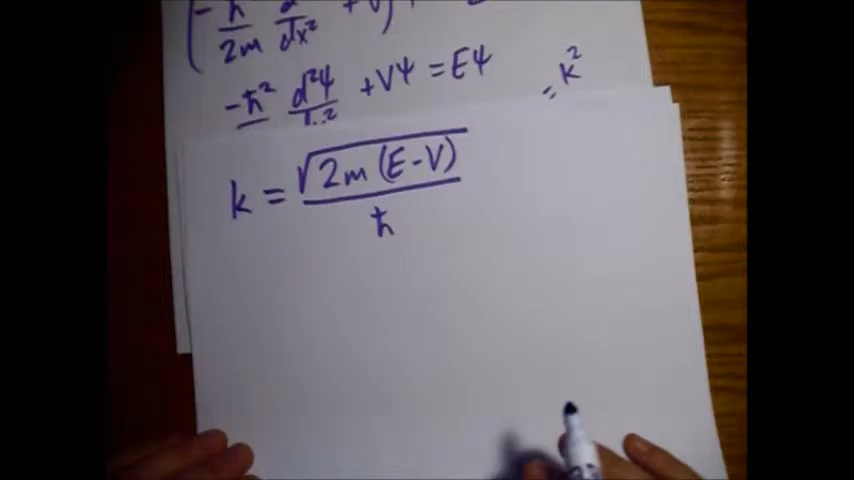 (-ħ/2m d/dx² + V)
-ħ² d²ψ + Vψ = Eψ
= k²
k = √(2m(E-V)) / ħ